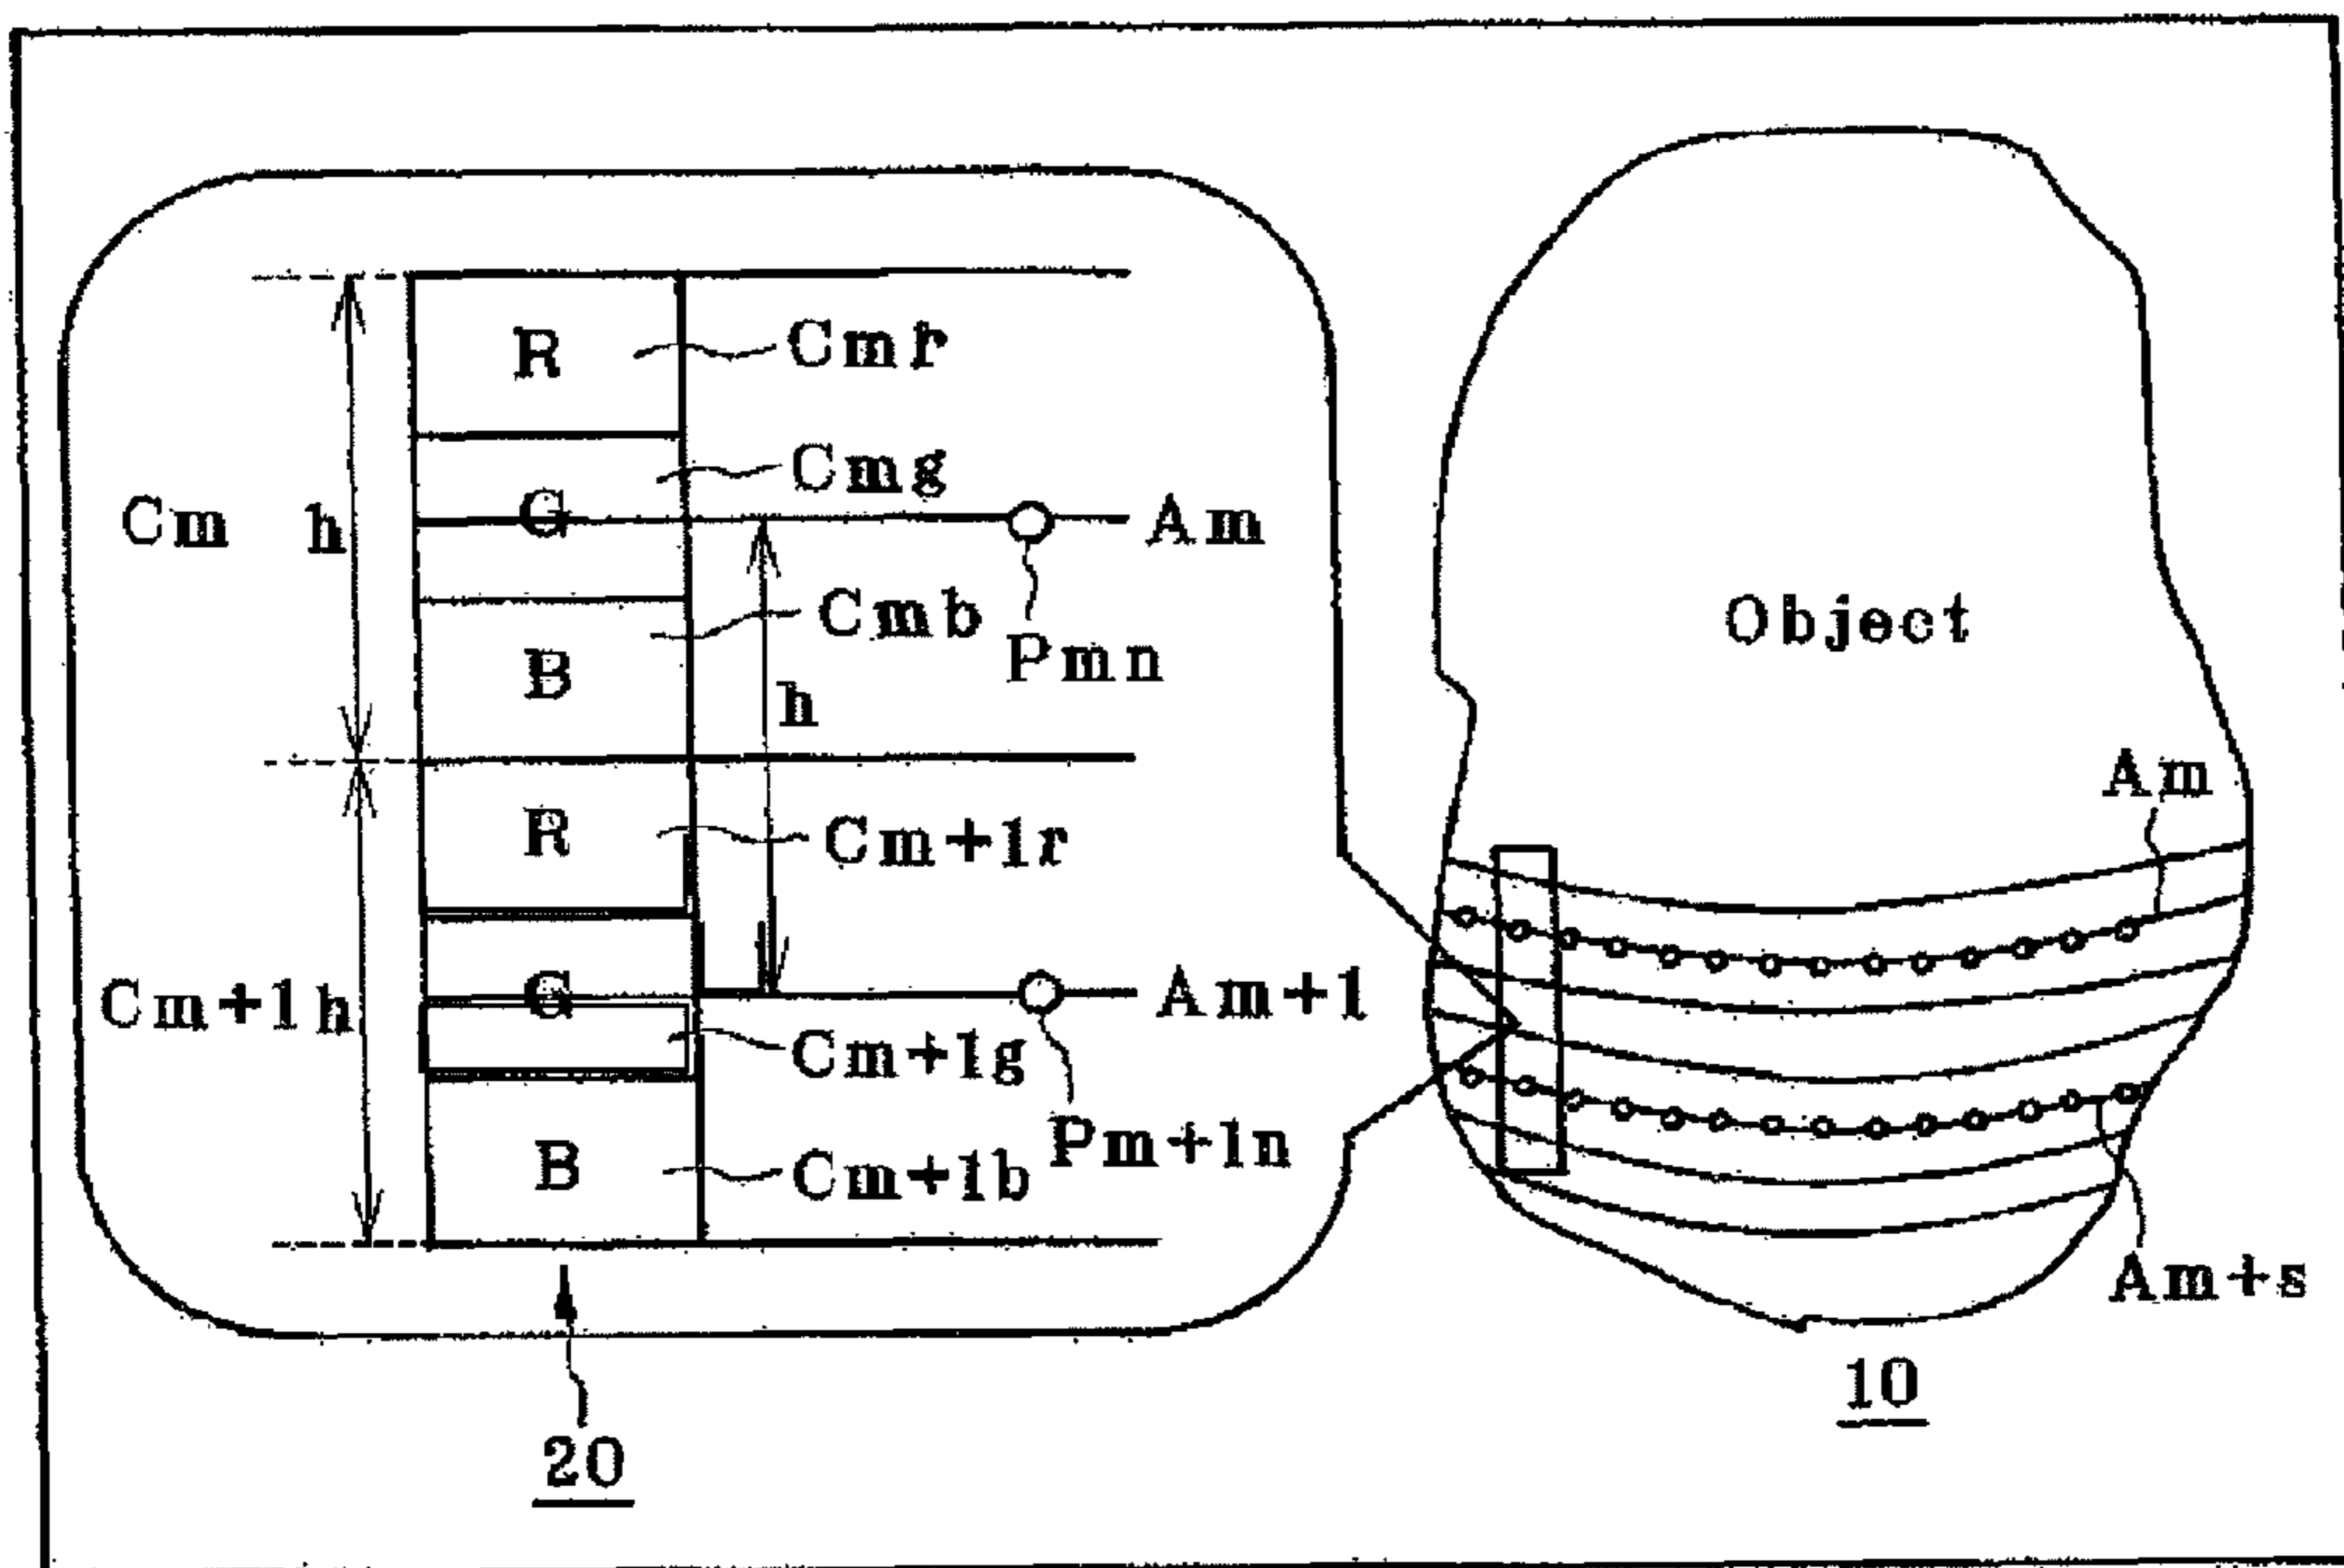 R
Cmr
Cmg
Cm
h
G
Am
Cmb
Pmn
B
h
R
Cm+1r
Cm+1h
G
Am+1
Cm+1g
Pm+1n
B
Cm+1b
20
Object
Am
Am+s
10